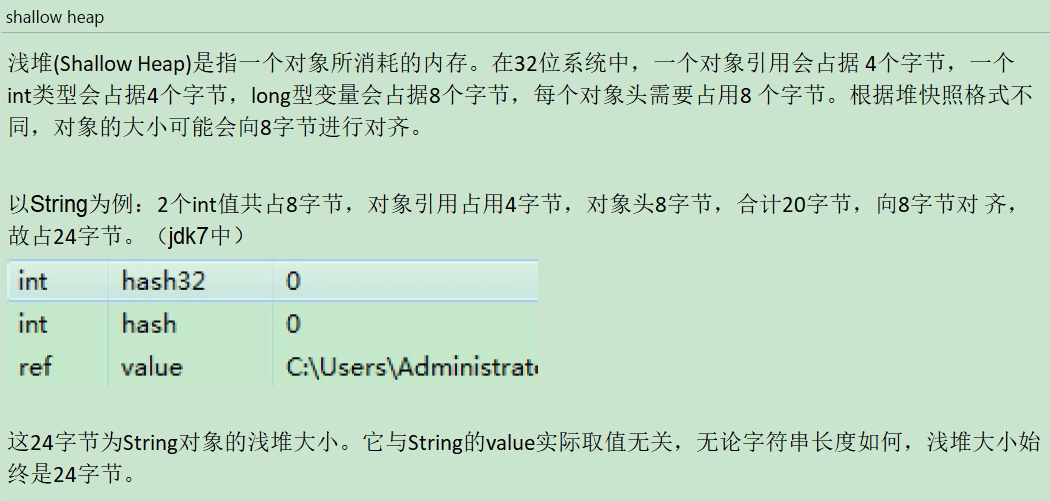 shallow heap
浅堆(Shallow Heap)是指一个对象所消耗的内存。在32位系统中，一个对象引用会占据 4个字节，一个
int类型会占据4个字节，long型变量会占据8个字节，每个对象头需要占用8 个字节。根据堆快照格式不
同，对象的大小可能会向8字节进行对齐。
以String为例：2个int值共占8字节，对象引用占用4字节，对象头8字节，合计20字节，向8字节对 齐，
故占24字节。（jdk7中）
int hash32 0
int hash 0
ref value C:\Users\Administrat
这24字节为String对象的浅堆大小。它与String的value实际取值无关，无论字符串长度如何，浅堆大小始
终是24字节。